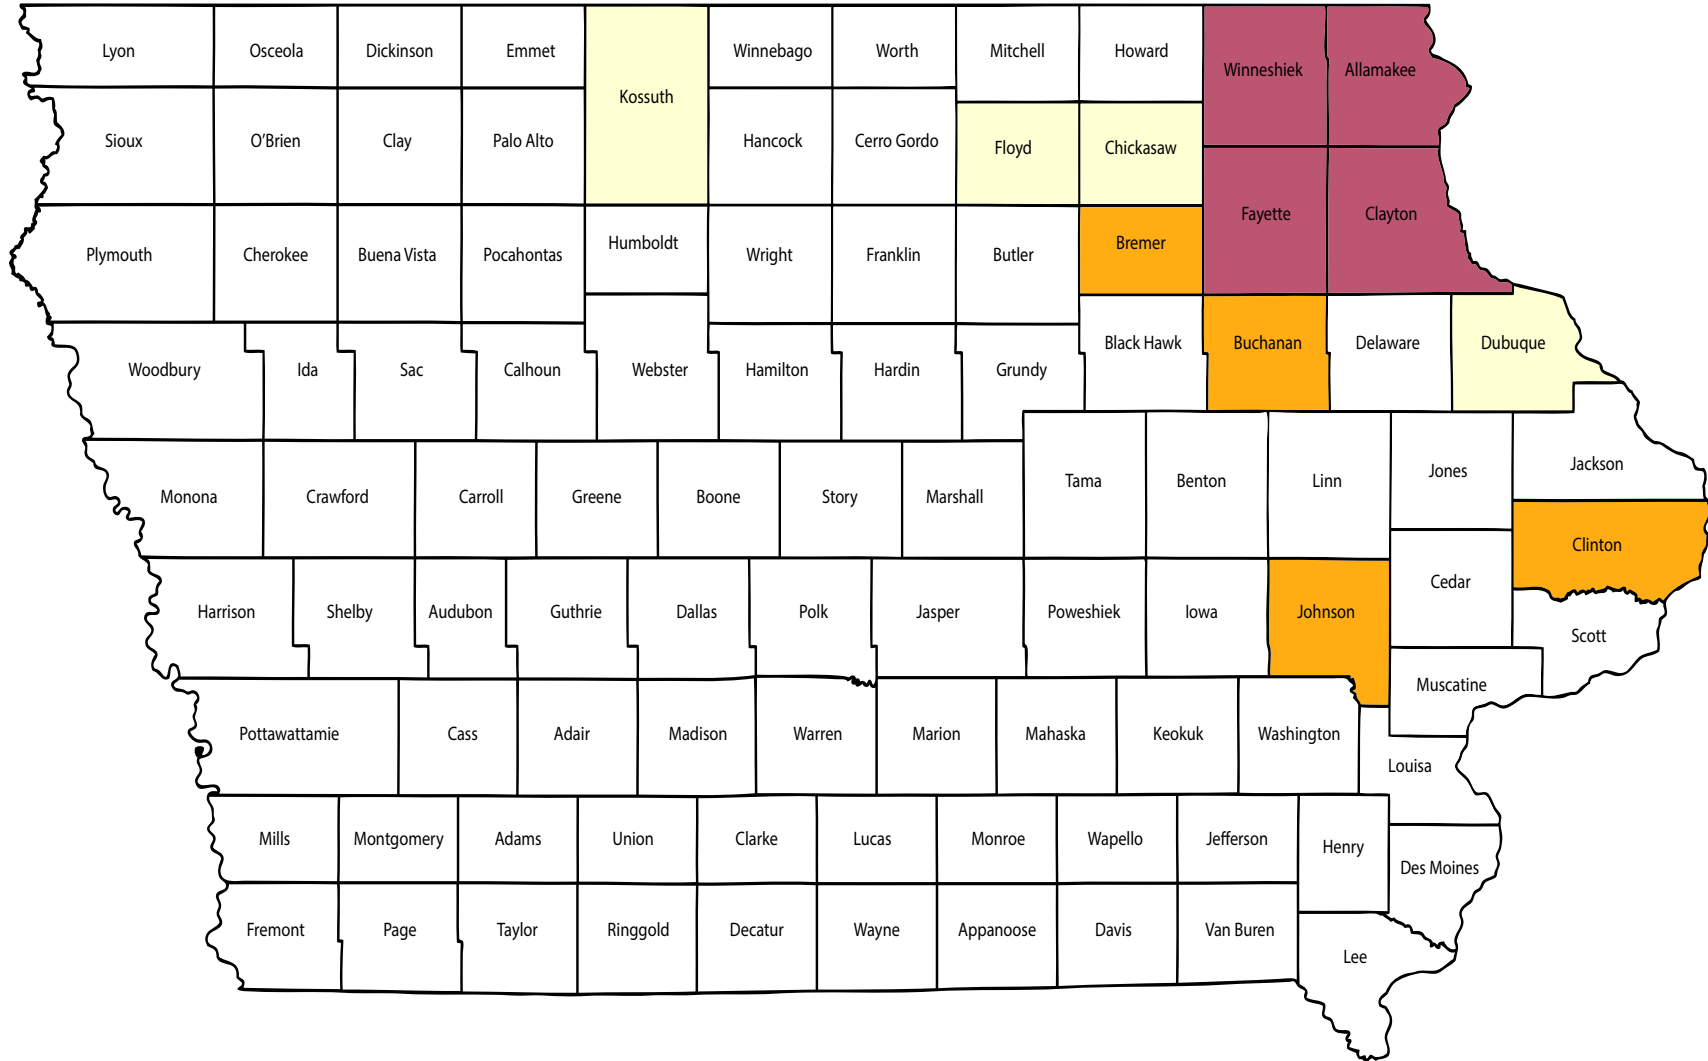 Lyon
Osceola
Dickinson
Emmet
Kossuth
Winnebago
Worth
Mitchell
Howard
Winneshiek
Allamakee
Sioux
O'Brien
Clay
Palo Alto
Hancock
Cerro Gordo
Floyd
Chickasaw
Plymouth
Cherokee
Buena Vista
Pocahontas
Humboldt
Wright
Franklin
Butler
Bremer
Fayette
Clayton
Woodbury
Ida
Sac
Calhoun
Webster
Hamilton
Hardin
Grundy
Black Hawk
Buchanan
Delaware
Dubuque
Monona
Crawford
Carroll
Greene
Boone
Story
Marshall
Tama
Benton
Linn
Jones
Jackson
Clinton
Harrison
Shelby
Audubon
Guthrie
Dallas
Polk
Jasper
Poweshiek
Iowa
Johnson
Cedar
Scott
Muscatine
Pottawattamie
Cass
Adair
Madison
Warren
Marion
Mahaska
Keokuk
Washington
Louisa
Mills
Montgomery
Adams
Union
Clarke
Lucas
Monroe
Wapello
Jefferson
Henry
Des Moines
Fremont
Page
Taylor
Ringgold
Decatur
Wayne
Appanoose
Davis
Van Buren
Lee